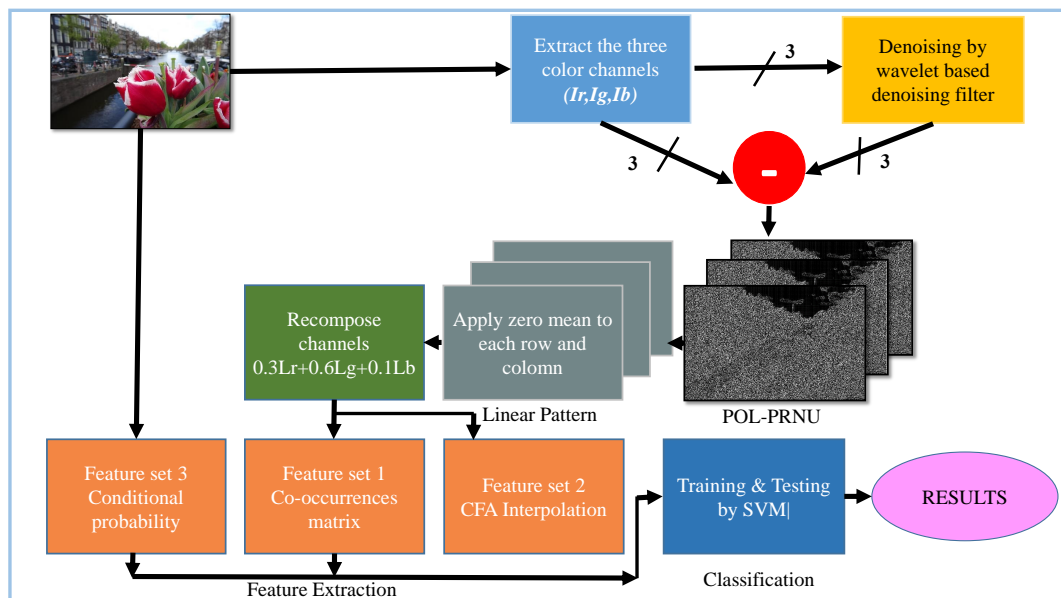 Extract the three
color channels
(Ir,Ig,Ib)
3
Denoising by
wavelet based
denoising filter
3
3
-
Recompose
channels
0.3Lr+0.6Lg+0.1Lb
Apply zero mean to
each row and
colomn
Linear Pattern
POL-PRNU
Feature set 3
Conditional
probability
Feature set 1
Co-occurrences
matrix
Feature set 2
CFA Interpolation
Training & Testing
by SVM|
RESULTS
Feature Extraction
Classification